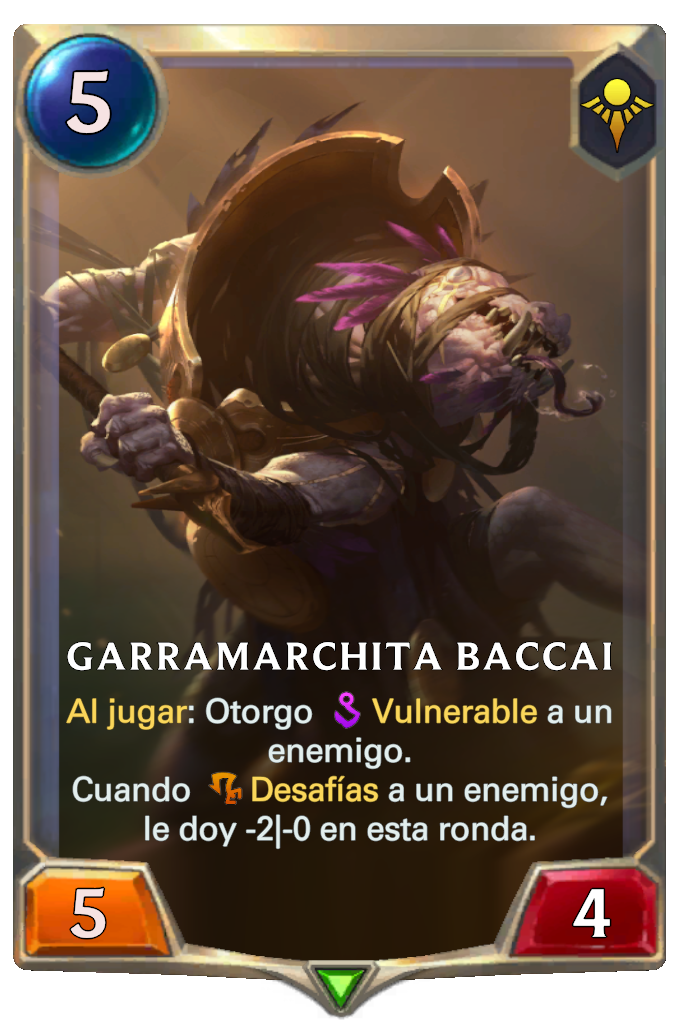 5
GARRAMARCHITA BACCAI
Al jugar: Otorgo Vulnerable a un
enemigo.
Cuando Desafías a un enemigo,
le doy -2|-0 en esta ronda.
5
4